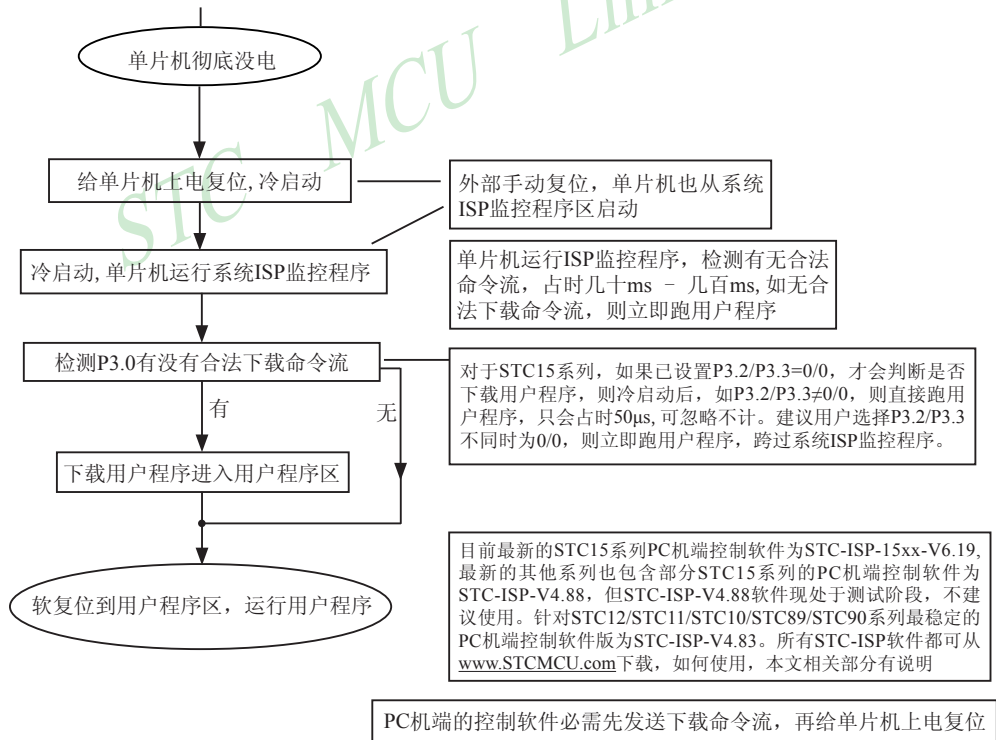 单片机彻底没电
给单片机上电复位,冷启动
外部手动复位，单片机也从系统
ISP监控程序区启动
冷启动,单片机运行系统ISP监控程序
单片机运行ISP监控程序，检测有无合法
命令流，占时几十ms - 几百ms,如无合
法下载命令流，则立即跑用户程序
检测P3.0有没有合法下载命令流
对于STC15系列，如果已设置P3.2/P3.3=0/0，才会判断是否
下载用户程序，则冷启动后，如P3.2/P3.3≠0/0，则直接跑用
户程序，只会占时50μs,可忽略不计。建议用户选择P3.2/P3.3
不同时为0/0，则立即跑用户程序，跨过系统ISP监控程序。
有
无
下载用户程序进入用户程序区
软复位到用户程序区，运行用户程序
目前最新的STC15系列PC机端控制软件为STC-ISP-15xx-V6.19,
最新的其他系列也包含部分STC15系列的PC机端控制软件为
STC-ISP-V4.88，但STC-ISP-V4.88软件现处于测试阶段，不建
议使用。针对STC12/STC11/STC10/STC89/STC90系列最稳定的
PC机端控制软件版为STC-ISP-V4.83。所有STC-ISP软件都可从
www.STCMCU.com下载，如何使用，本文相关部分有说明
PC机端的控制软件必需先发送下载命令流，再给单片机上电复位
STC MCU